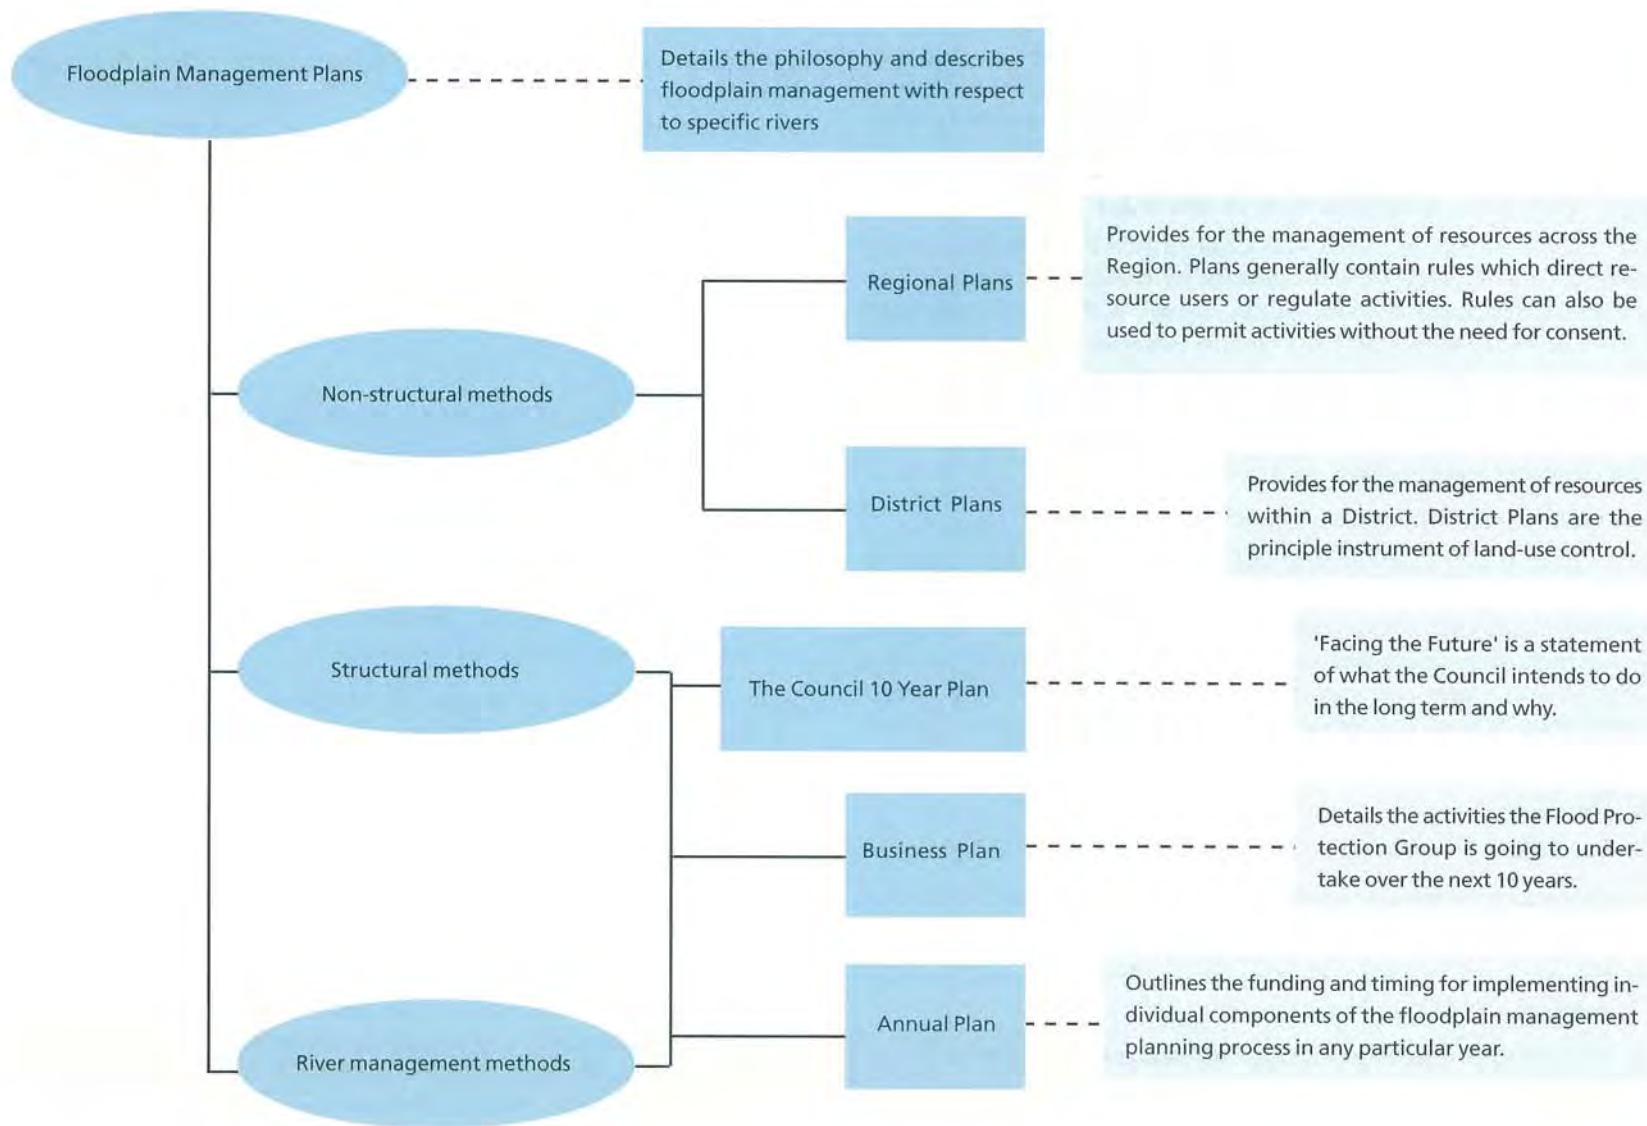 Floodplain Management Plans
Details the philosophy and describes
floodplain management with respect
to specific rivers
Regional Plans
Provides for the management of resources across the
Region. Plans generally contain rules which direct re-
source users or regulate activities. Rules can also be
used to permit activities without the need for consent.
Non-structural methods
District Plans
Provides for the management of resources
within a District. District Plans are the
principle instrument of land-use control.
Structural methods
The Council 10 Year Plan
'Facing the Future' is a statement
of what the Council intends to do
in the long term and why.
Business Plan
Details the activities the Flood Pro-
tection Group is going to under-
take over the next 10 years.
Annual Plan
Outlines the funding and timing for implementing in-
dividual components of the floodplain management
planning process in any particular year.
River management methods